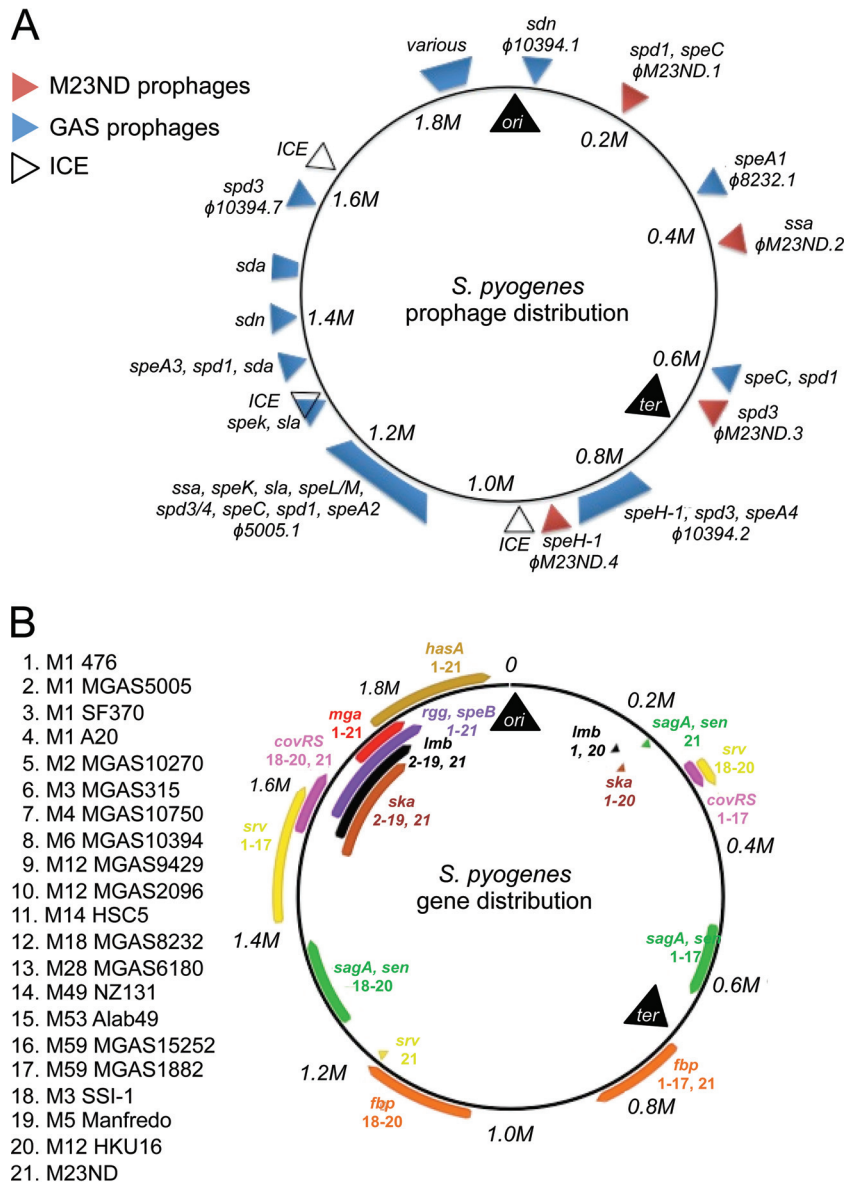 A
M23ND prophages
GAS prophages
ICE
various
sdn
ϕ10394.1
spd1, speC
ϕM23ND.1
ori
1.8M
0.2M
ICE
spd3
ϕ10394.7
1.6M
speA1
ϕ8232.1
0.4M
ssa
ϕM23ND.2
sda
S. pyogenes
prophage distribution
sdn
1.4M
speA3, spd1, sda
0.6M
speC, spd1
ter
spd3
ϕM23ND.3
ICE
spek, sla
1.2M
0.8M
1.0M
ssa, speK, sla, speL/M,
spd3/4, speC, spd1, speA2
ϕ5005.1
speH-1, spd3, speA4
ϕ10394.2
ICE
speH-1
ϕM23ND.4
B
1. M1 476
2. M1 MGAS5005
3. M1 SF370
4. M1 A20
5. M2 MGAS10270
6. M3 MGAS315
7. M4 MGAS10750
8. M6 MGAS10394
9. M12 MGAS9429
10. M12 MGAS2096
11. M14 HSC5
12. M18 MGAS8232
13. M28 MGAS6180
14. M49 NZ131
15. M53 Alab49
16. M59 MGAS15252
17. M59 MGAS1882
18. M3 SSI-1
19. M5 Manfredo
20. M12 HKU16
21. M23ND
hasA
1-21
0
1.8M
0.2M
mga
1-21
rgg, speB
1-21
ori
lmb
1, 20
sagA, sen
21
covRS
18-20, 21
lmb
2-19, 21
srv
18-20
1.6M
ska
2-19, 21
ska
1-20
covRS
1-17
srv
1-17
0.4M
S. pyogenes
gene distribution
1.4M
sagA, sen
18-20
sagA, sen
1-17
0.6M
ter
srv
21
1.2M
fbp
1-17, 21
0.8M
fbp
18-20
1.0M